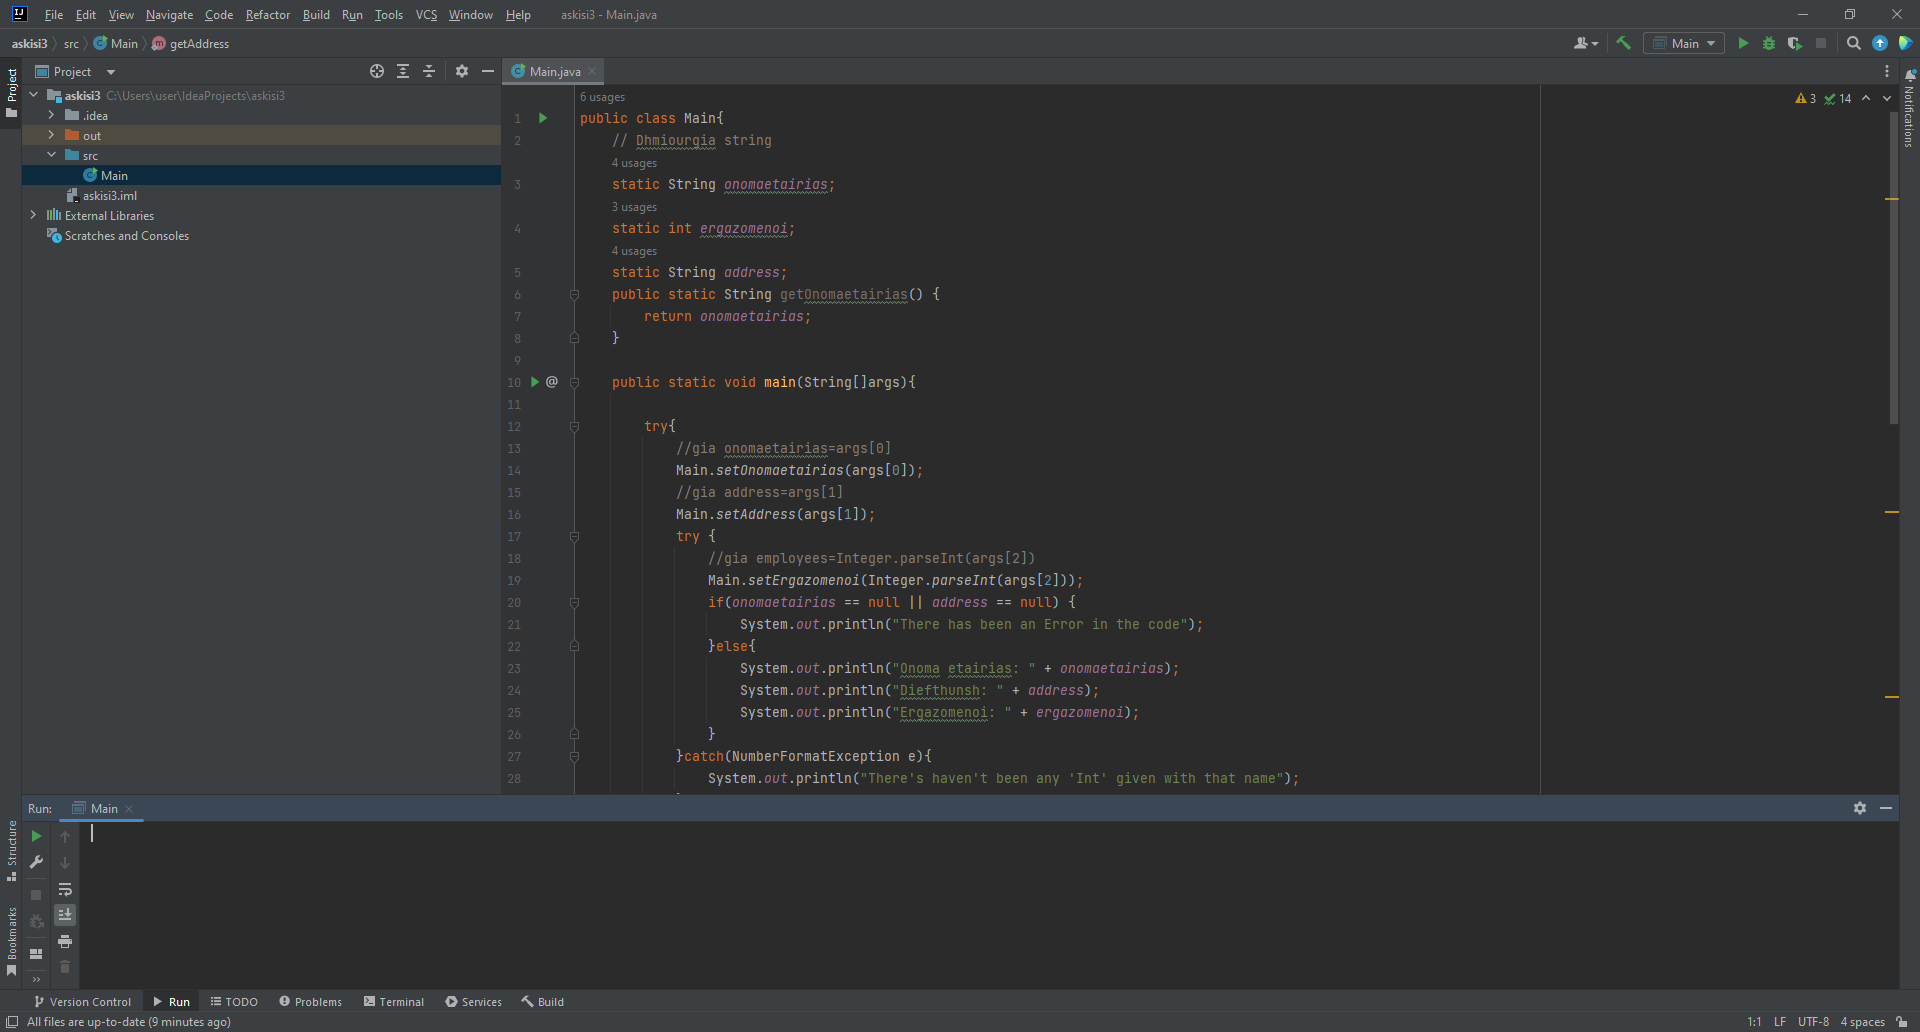 File Edit View Navigate Code Refactor Build Run Tools VCS Window Help askisi3 - Main.java
askisi3 src Main getAddress Main
Project Main.java
Project
askisi3 C:\Users\user\IdeaProjects\askisi3
.idea
out
src
Main
askisi3.iml
External Libraries
Scratches and Consoles
3 14
Notifications
6 usages
1 public class Main{
2 // Dhmiourgia string
4 usages
3 static String onomaetairias;
3 usages
4 static int ergazomenoi;
4 usages
5 static String address;
6 public static String getOnomaetairias() {
7 return onomaetairias;
8 }
9
10 @ public static void main(String[]args){
11
12 try{
13 //gia onomaetairias=args[0]
14 Main.setOnomaetairias(args[0]);
15 //gia address=args[1]
16 Main.setAddress(args[1]);
17 try {
18 //gia employees=Integer.parseInt(args[2])
19 Main.setErgazomenoi(Integer.parseInt(args[2]));
20 if(onomaetairias == null || address == null) {
21 System.out.println("There has been an Error in the code");
22 }else{
23 System.out.println("Onoma etairias: " + onomaetairias);
24 System.out.println("Diefthunsh: " + address);
25 System.out.println("Ergazomenoi: " + ergazomenoi);
26 }
27 }catch(NumberFormatException e){
28 System.out.println("There's haven't been any 'Int' given with that name");
Run: Main
Structure
Bookmarks
Version Control Run TODO Problems Terminal Services Build
All files are up-to-date (9 minutes ago) 1:1 LF UTF-8 4 spaces